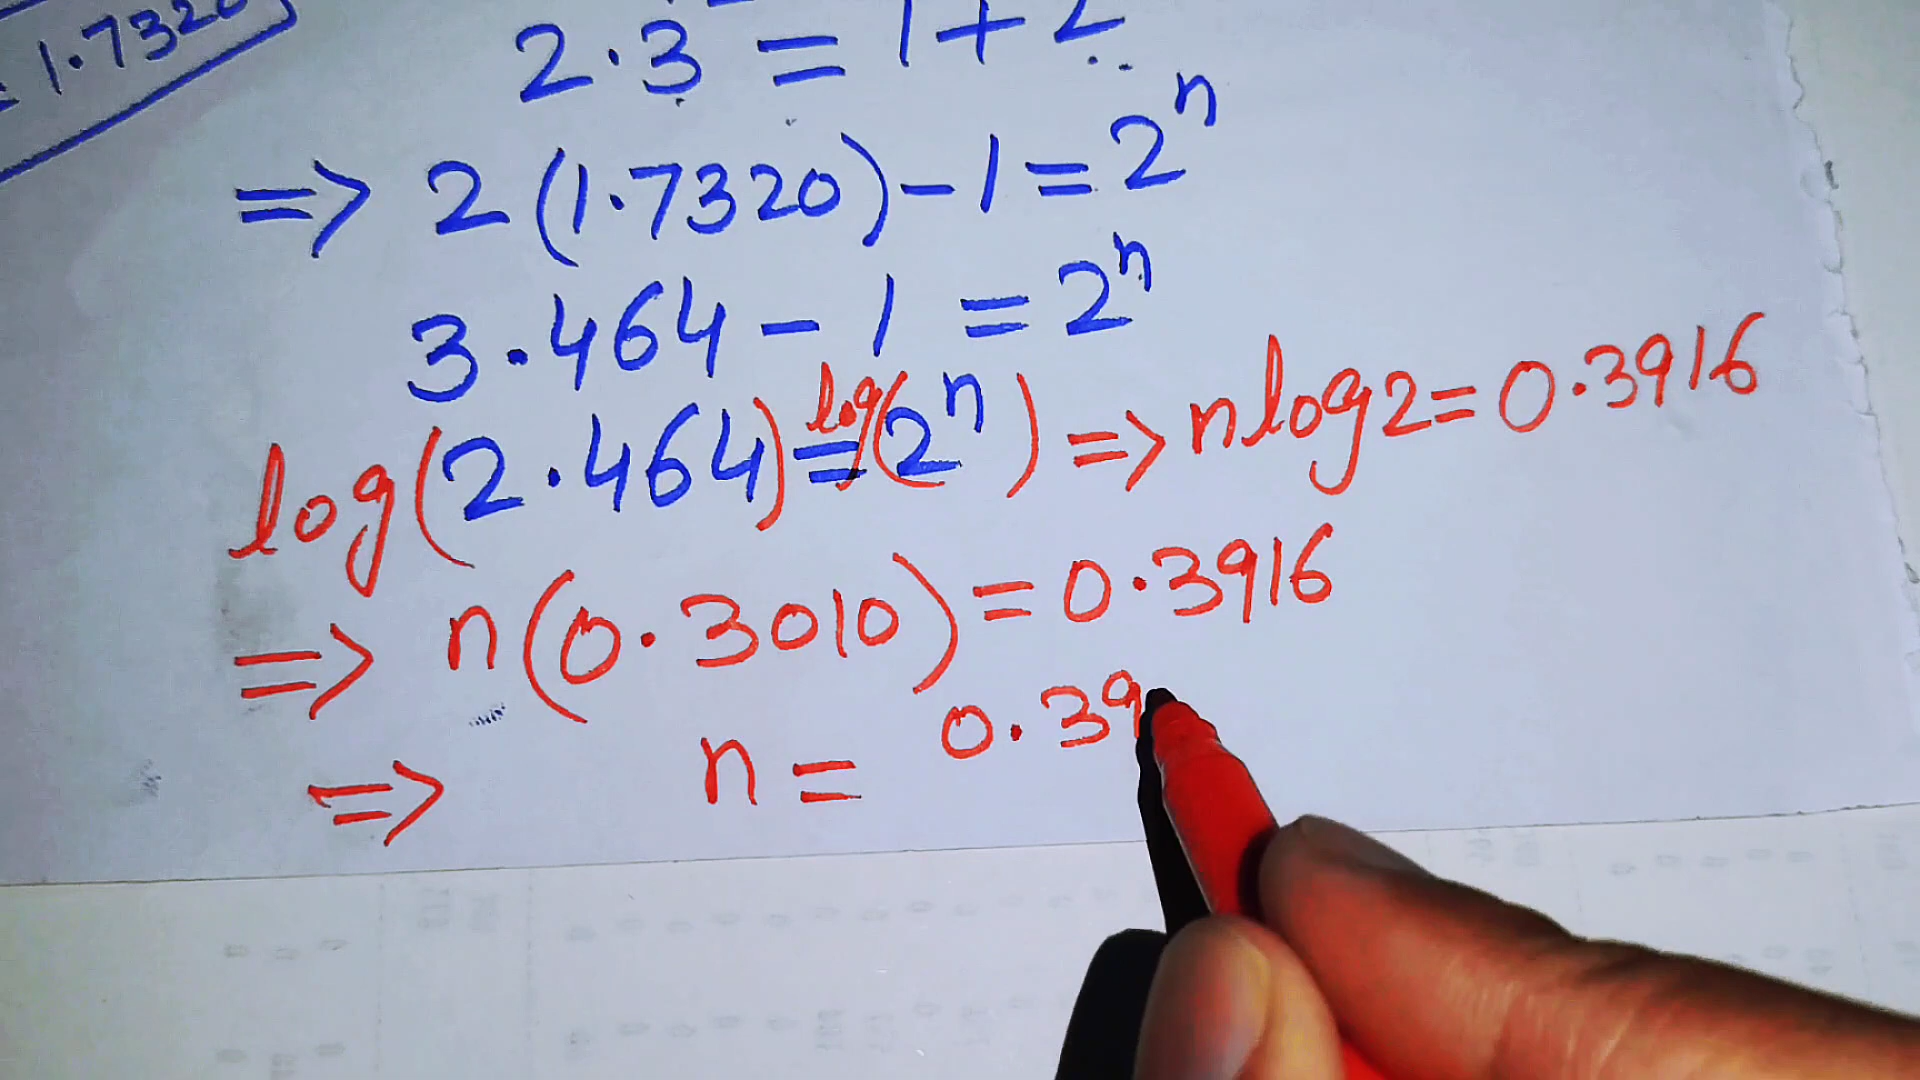 1.7320
2·3 = 1+2
=> 2(1.7320)-1=2ⁿ
3.464-1 = 2ⁿ
log(2.464)=log(2ⁿ) => nlog2=0.3916
=> n(0.3010)=0.3916
=> n = 0.39